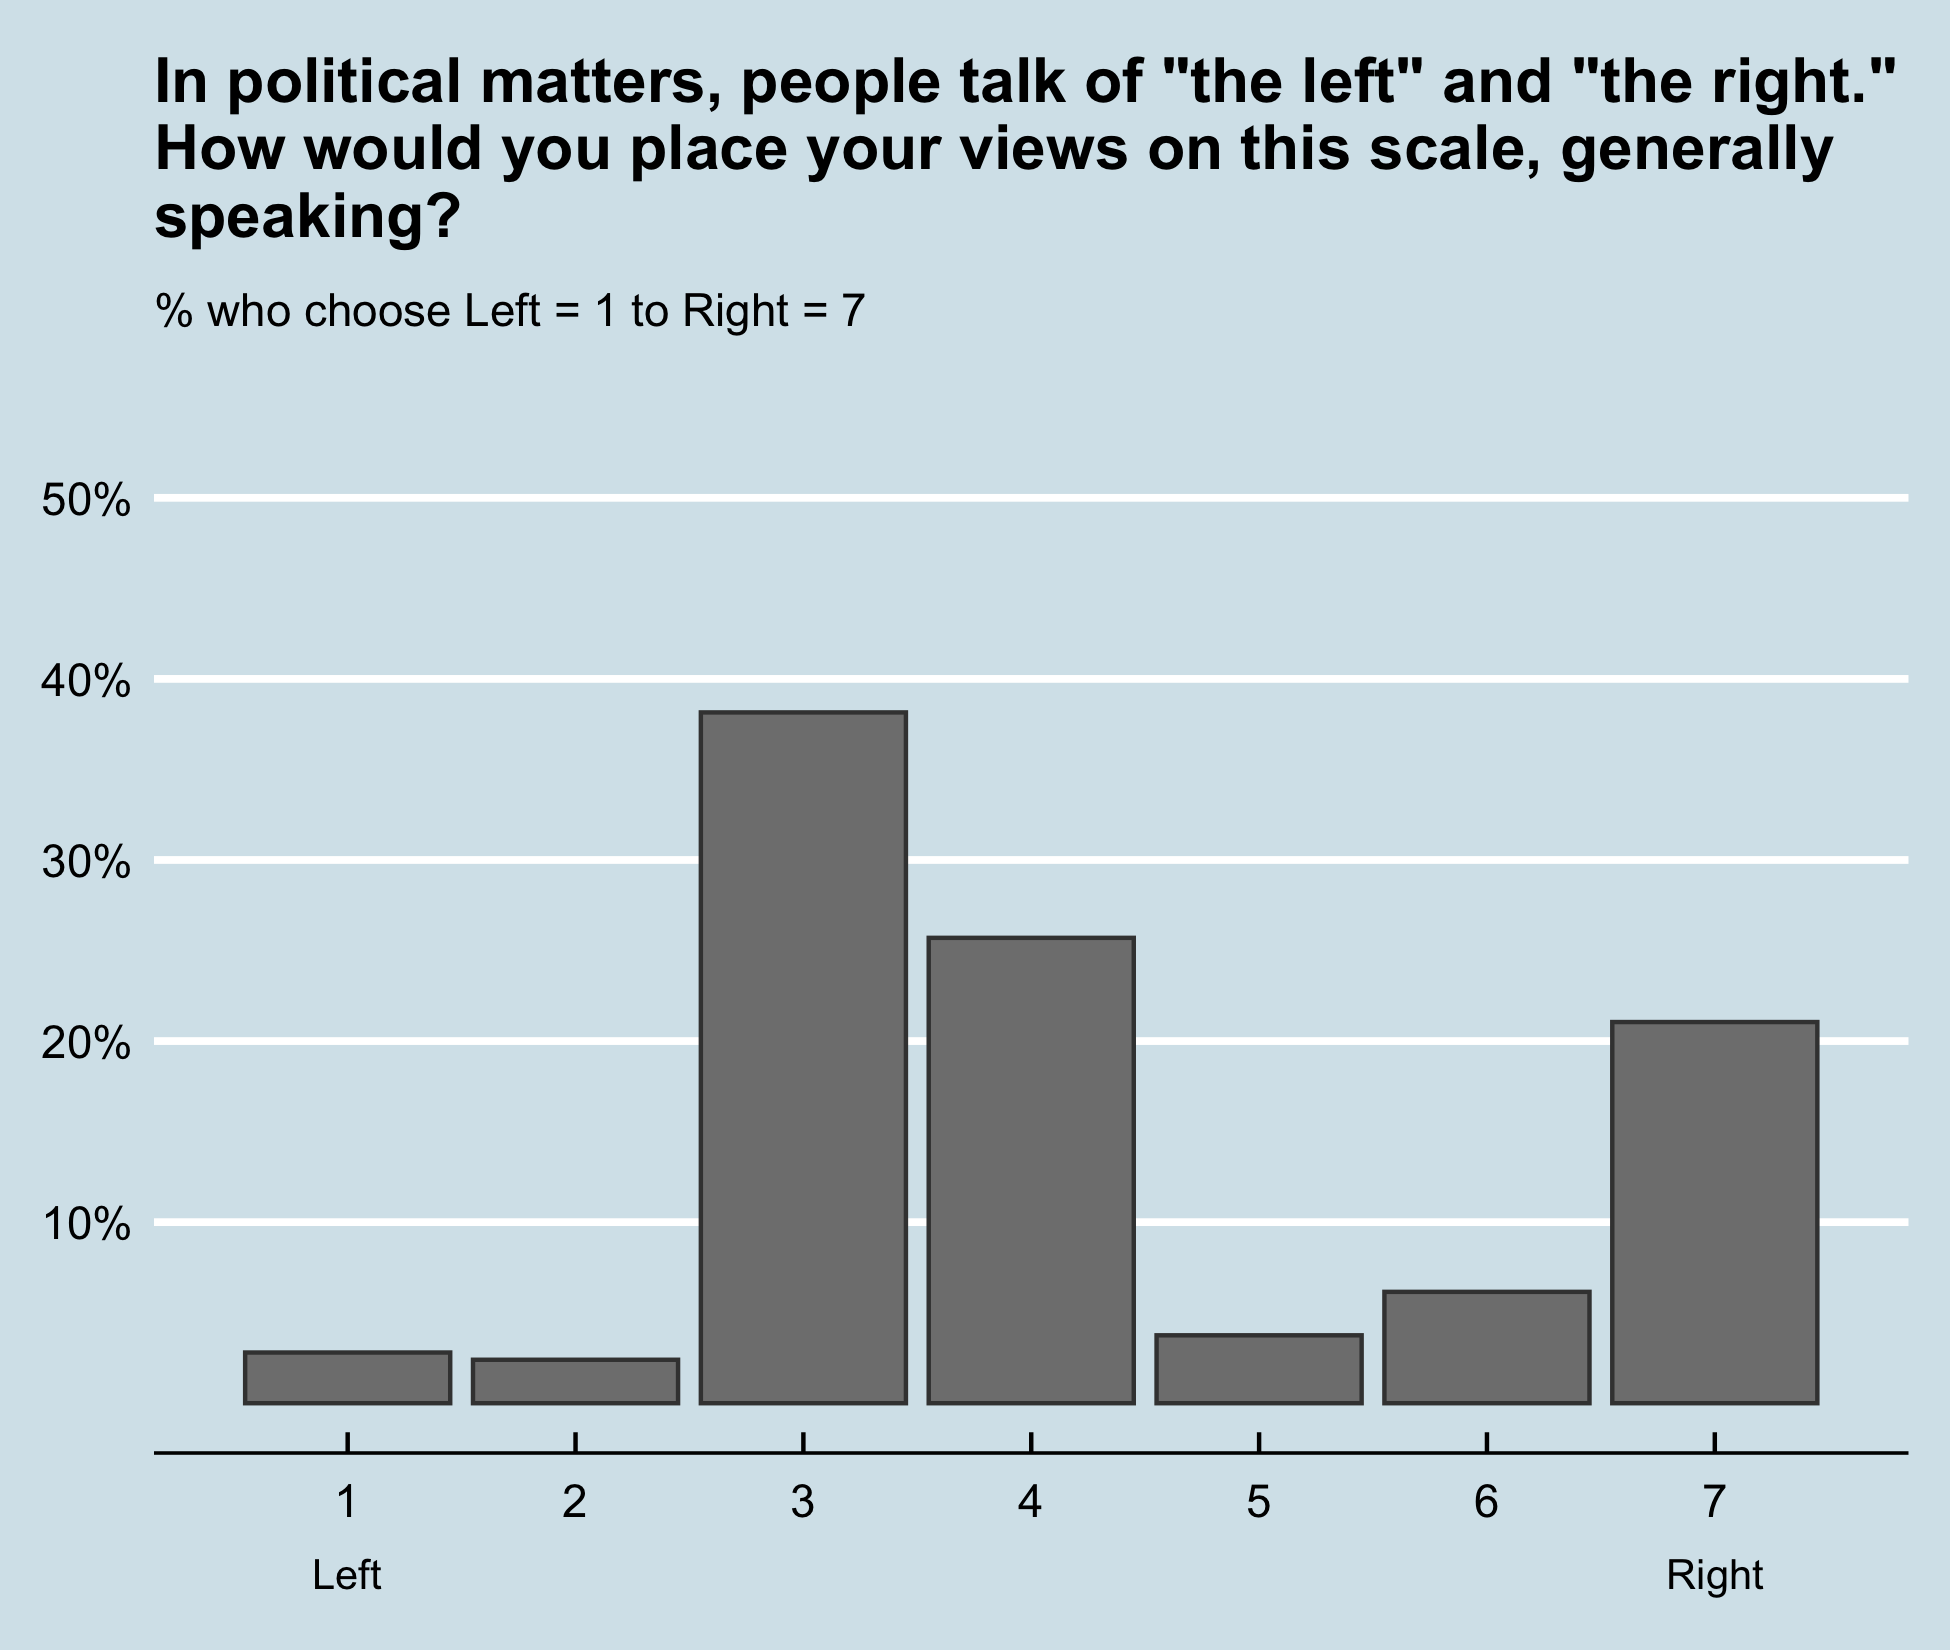 In political matters, people talk of "the left" and "the right."
How would you place your views on this scale, generally
speaking?
% who choose Left = 1 to Right = 7
50%
40%
30%
20%
10%
1 2 3 4 5 6 7
Left Right